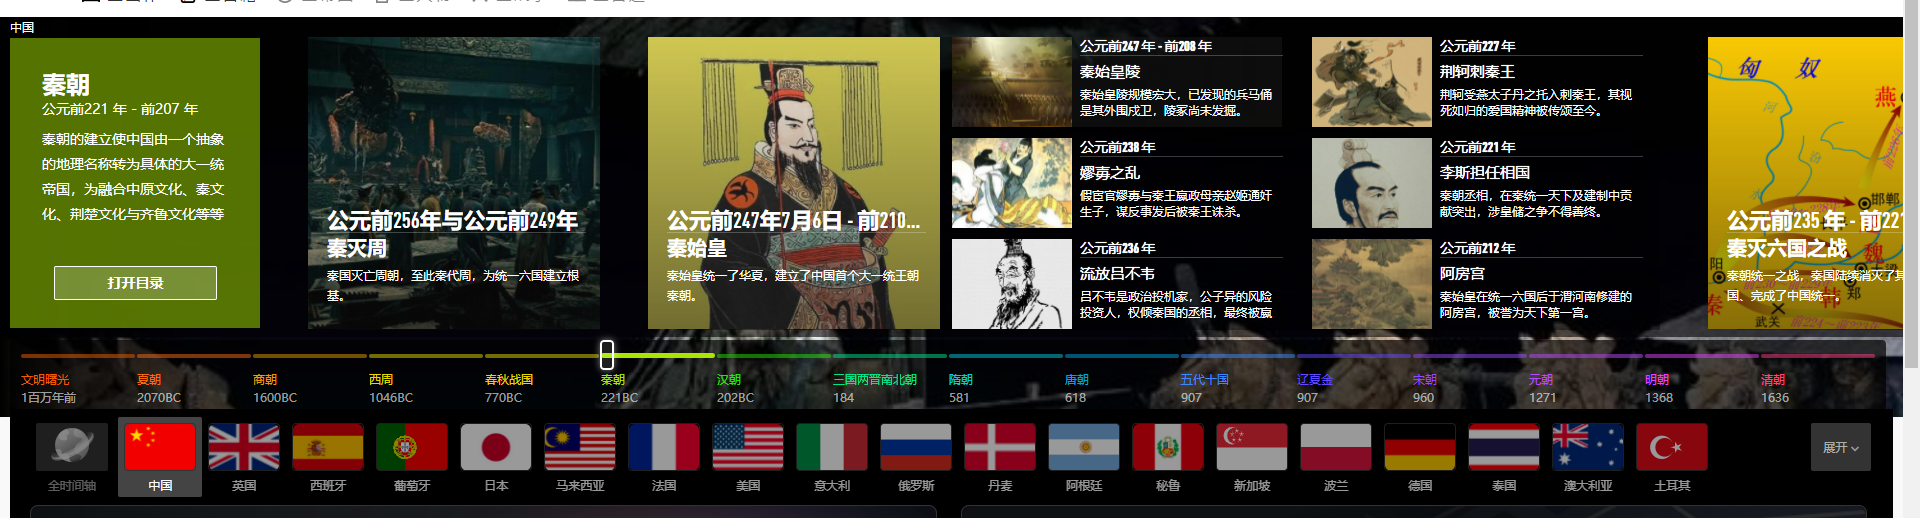 中国
秦朝
公元前221 年 - 前207 年
秦朝的建立使中国由一个抽象
的地理名称转为具体的大一统
帝国，为融合中原文化、秦文
化、荆楚文化与齐鲁文化等等
打开目录
公元前256年与公元前249年
秦灭周
秦国灭亡周朝，至此秦代周，为统一六国建立根
基。
公元前247年7月6日 - 前210...
秦始皇
秦始皇统一了华夏，建立了中国首个大一统王朝
秦朝。
公元前247 年 - 前208 年
秦始皇陵
秦始皇陵规模宏大，已发现的兵马俑
是其外围戍卫，陵冢尚未发掘。
公元前238 年
嫪毐之乱
假宦官嫪毐与秦王嬴政母亲赵姬通奸
生子，谋反事发后被秦王诛杀。
公元前236 年
流放吕不韦
吕不韦是政治投机家，公子异的风险
投资人，权倾秦国的丞相，最终被嬴
公元前227 年
荆轲刺秦王
荆轲受燕太子丹之托入刺秦王，其视
死如归的爱国精神被传颂至今。
公元前221 年
李斯担任相国
秦朝丞相，在秦统一天下及建制中贡
献突出，涉皇储之争不得善终。
公元前212 年
阿房宫
秦始皇在统一六国后于渭河南修建的
阿房宫，被誉为天下第一宫。
匈 奴
燕
河
汾
邯郸
公元前235 年 - 前221
秦灭六国之战
秦朝统一之战，秦国陆续消灭了其
国、完成了中国统一。
魏
阳
秦
韩
郑
武关
文明曙光
1百万年前
夏朝
2070BC
商朝
1600BC
西周
1046BC
春秋战国
770BC
秦朝
221BC
汉朝
202BC
三国两晋南北朝
184
隋朝
581
唐朝
618
五代十国
907
辽夏金
907
宋朝
960
元朝
1271
明朝
1368
清朝
1636
全时间轴
中国
英国
西班牙
葡萄牙
日本
马来西亚
法国
美国
意大利
俄罗斯
丹麦
阿根廷
秘鲁
新加坡
波兰
德国
泰国
澳大利亚
土耳其
展开